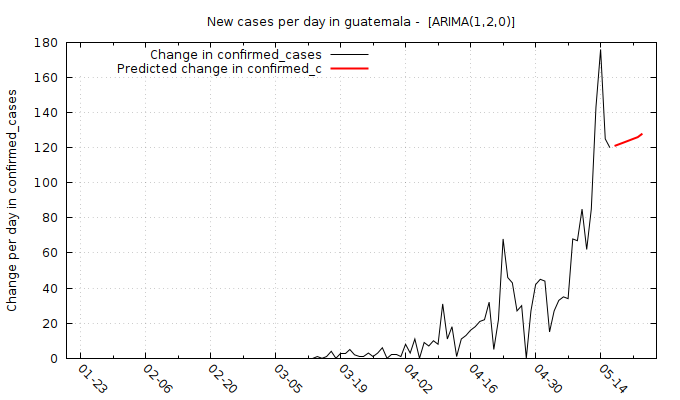 New cases per day in guatemala -  [ARIMA(1,2,0)]
Change in confirmed_cases
Predicted change in confirmed_c
Change per day in confirmed_cases
180
160
140
120
100
80
60
40
20
0
01-23 02-06 02-20 03-05 03-19 04-02 04-16 04-30 05-14